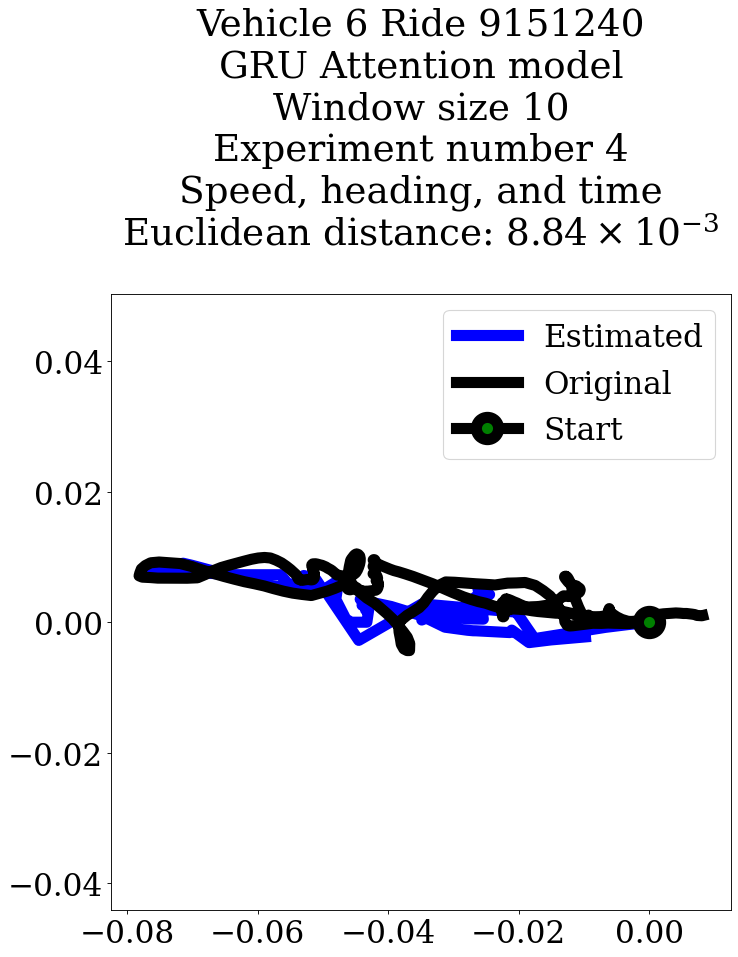 Vehicle 6 Ride 9151240
GRU Attention model
Window size 10
Experiment number 4
Speed, heading, and time
Euclidean distance: 8.84 × 10⁻³
Estimated
Original
Start
0.04
0.02
0.00
−0.02
−0.04
−0.08
−0.06
−0.04
−0.02
0.00